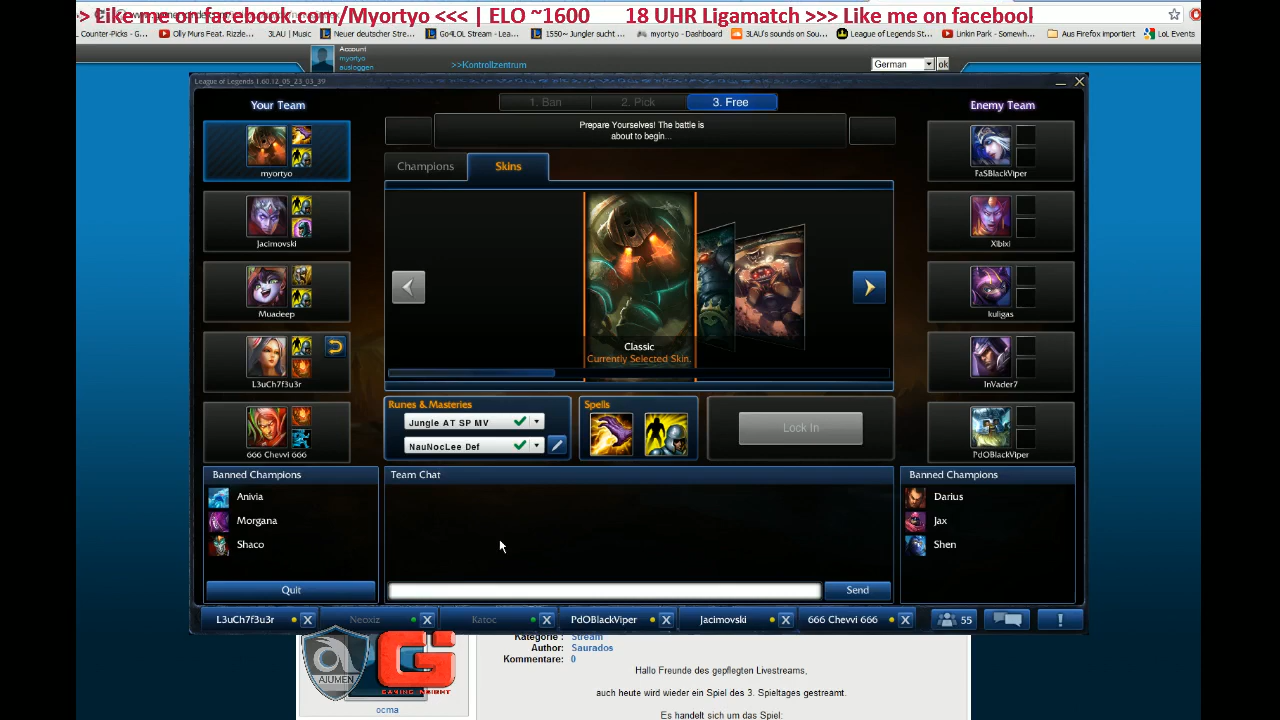 >> Like me on facebook.com/Myortyo <<< | ELO ~1600 18 UHR Ligamatch >>> Like me on facebool
Counter-Picks - G... Olly Murs Feat. Rizzle... 3LAU | Music Neuer deutscher Stre... Go4LOL Stream - Lea... 1550~ Jungler sucht ... myortyo - Dashboard 3LAU's sounds on Sou... League of Legends St... Linkin Park - Somewh... Aus Firefox importiert LoL Events
Account
myortyo
ausloggen
>>Kontrollzentrum
German ok
League of Legends 1.60.12_05_23_03_39
Your Team
1. Ban 2. Pick 3. Free
Enemy Team
Prepare Yourselves! The battle is
about to begin...
Champions Skins
myortyo
Jacimovski
Muadeep
L3uCh7f3u3r
666 Chevvi 666
Classic
Currently Selected Skin.
FaSBlackViper
Xibixi
kuligas
InVader7
PdOBlackViper
Runes & Masteries
Jungle AT SP MV
NauNocLee Def
Spells
Lock In
Banned Champions
Anivia
Morgana
Shaco
Quit
Team Chat
Send
Banned Champions
Darius
Jax
Shen
L3uCh7f3u3r X Neoxiz X Katoc X PdOBlackViper X Jacimovski X 666 Chevvi 666 X 55 !
Kategorie : Stream
Author: Saurados
Kommentare: 0
AIUMEN
G
GAMING KNIGHT
ocma
Hallo Freunde des gepflegten Livestreams,
auch heute wird wieder ein Spiel des 3. Spieltages gestreamt.
Es handelt sich um das Spiel: